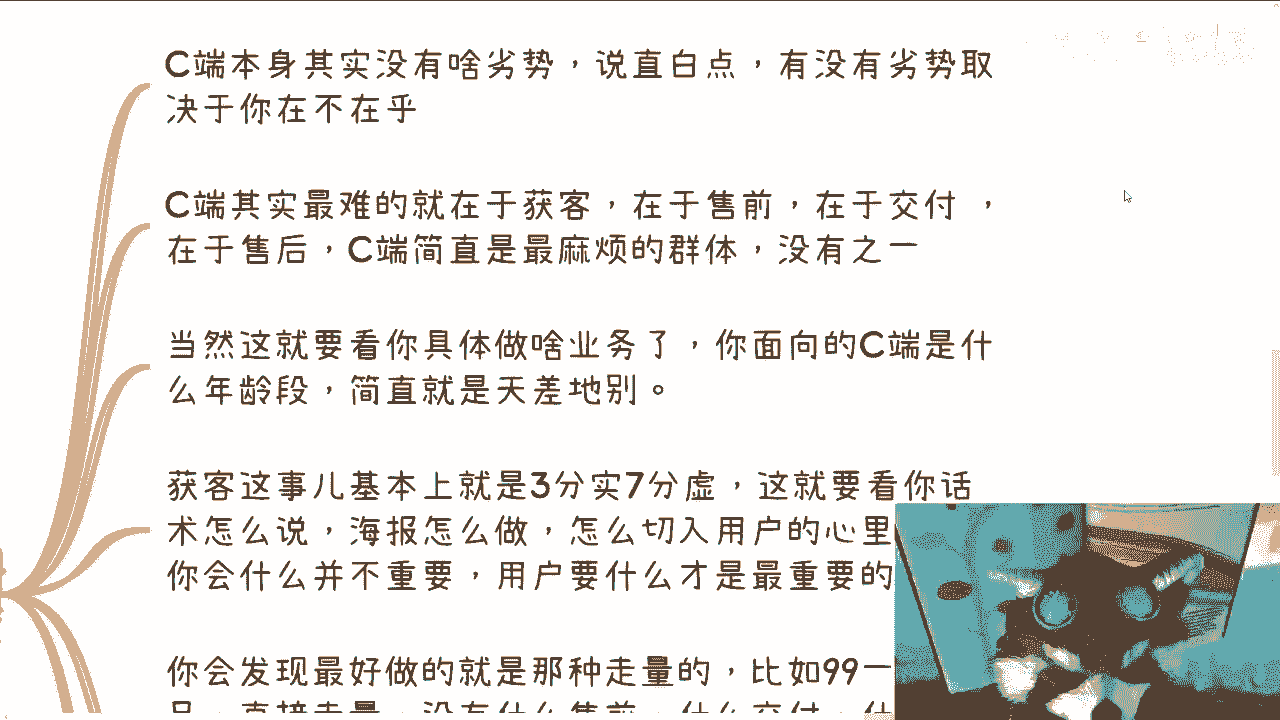 C端本身其实没有啥劣势，说直白点，有没有劣势取
决于你在不在乎
C端其实最难的就在于获客，在于售前，在于交付 ，
在于售后，C端简直是最麻烦的群体，没有之一
当然这就要看你具体做啥业务了，你面向的C端是什
么年龄段，简直就是天差地别。
获客这事儿基本上就是3分实7分虚，这就要看你话
术怎么说，海报怎么做，怎么切入用户的心里
你会什么并不重要，用户要什么才是最重要的
你会发现最好做的就是那种走量的，比如99一